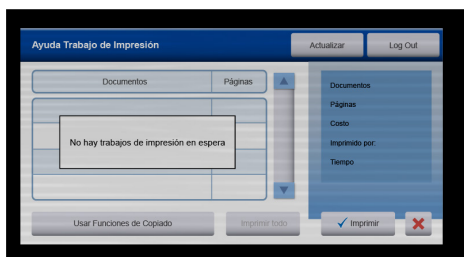 Ayuda Trabajo de Impresión
Actualizar
Log Out
Documentos
Páginas
No hay trabajos de impresión en espera
Documentos
Páginas
Costo
Imprimido por:
Tiempo
Usar Funciones de Copiado
Imprimir todo
Imprimir